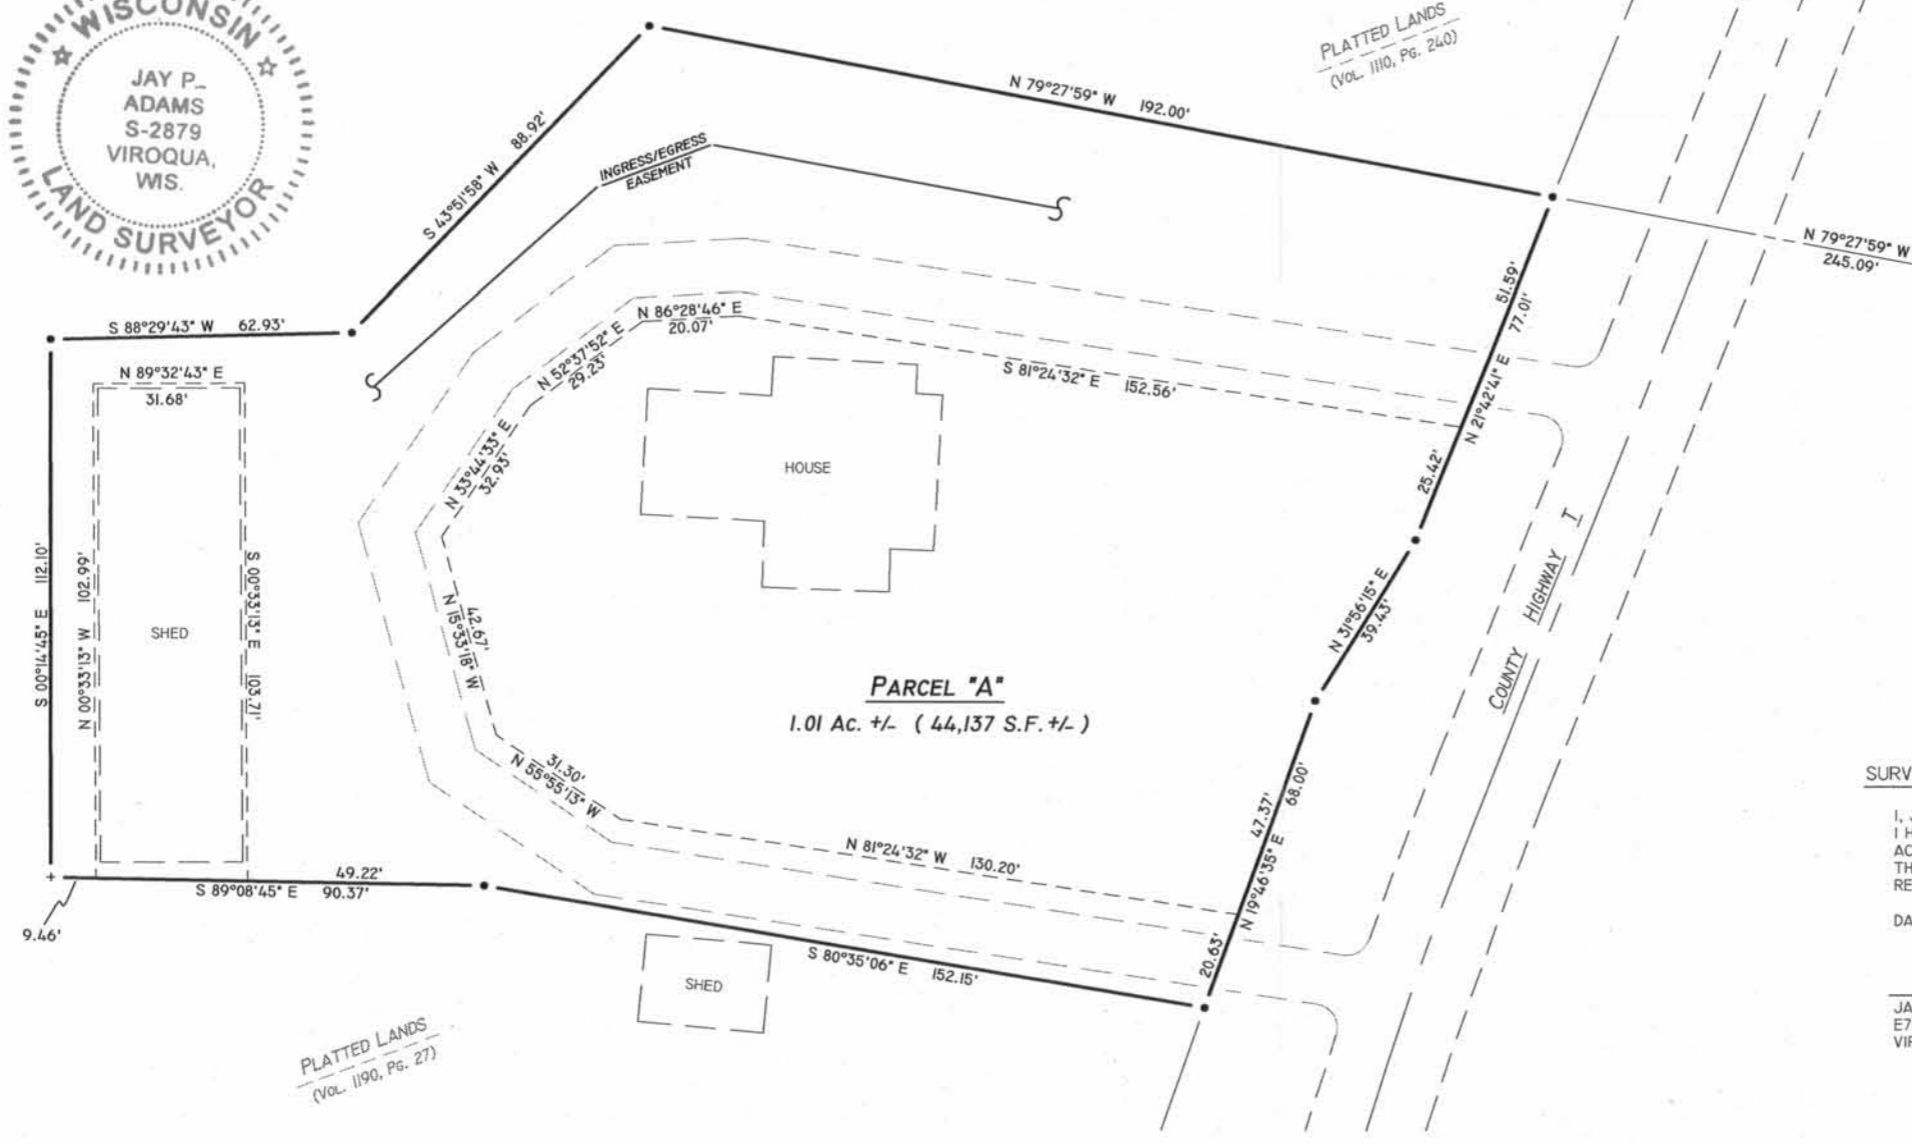 WISCONSIN
JAY P.
ADAMS
S-2879
VIROQUA,
WIS.
LAND SURVEYOR
PLATTED LANDS
(VOL. 1110, PG. 240)
N 79°27'59" W 192.00'
S 43°51'58" W 88.92'
INGRESS/EGRESS
EASEMENT
N 79°27'59" W
245.09'
51.59'
77.01'
N 21°42'41" E
25.42'
S 88°29'43" W 62.93'
N 89°32'43" E
31.68'
N 86°28'46" E
20.07'
N 52°37'52" E
29.23'
S 81°24'32" E 152.56'
N 33°44'33" E
32.93'
HOUSE
S 00°14'45" E 112.10'
N 00°33'13" W 102.99'
SHED
S 00°33'13" E 103.71'
42.67'
N 15°33'18" W
N 31°56'15" E
39.43'
COUNTY HIGHWAY T
PARCEL "A"
1.01 Ac. +/- ( 44,137 S.F. +/- )
31.30'
N 55°55'13" W
47.37'
68.00'
N 19°46'35" E
20.63'
N 81°24'32" W 130.20'
49.22'
S 89°08'45" E 90.37'
9.46'
S 80°35'06" E 152.15'
SHED
PLATTED LANDS
(VOL. 1190, PG. 27)
SURV
I, J
I H
AC
TH
RE
DA
JA
E7
VIR